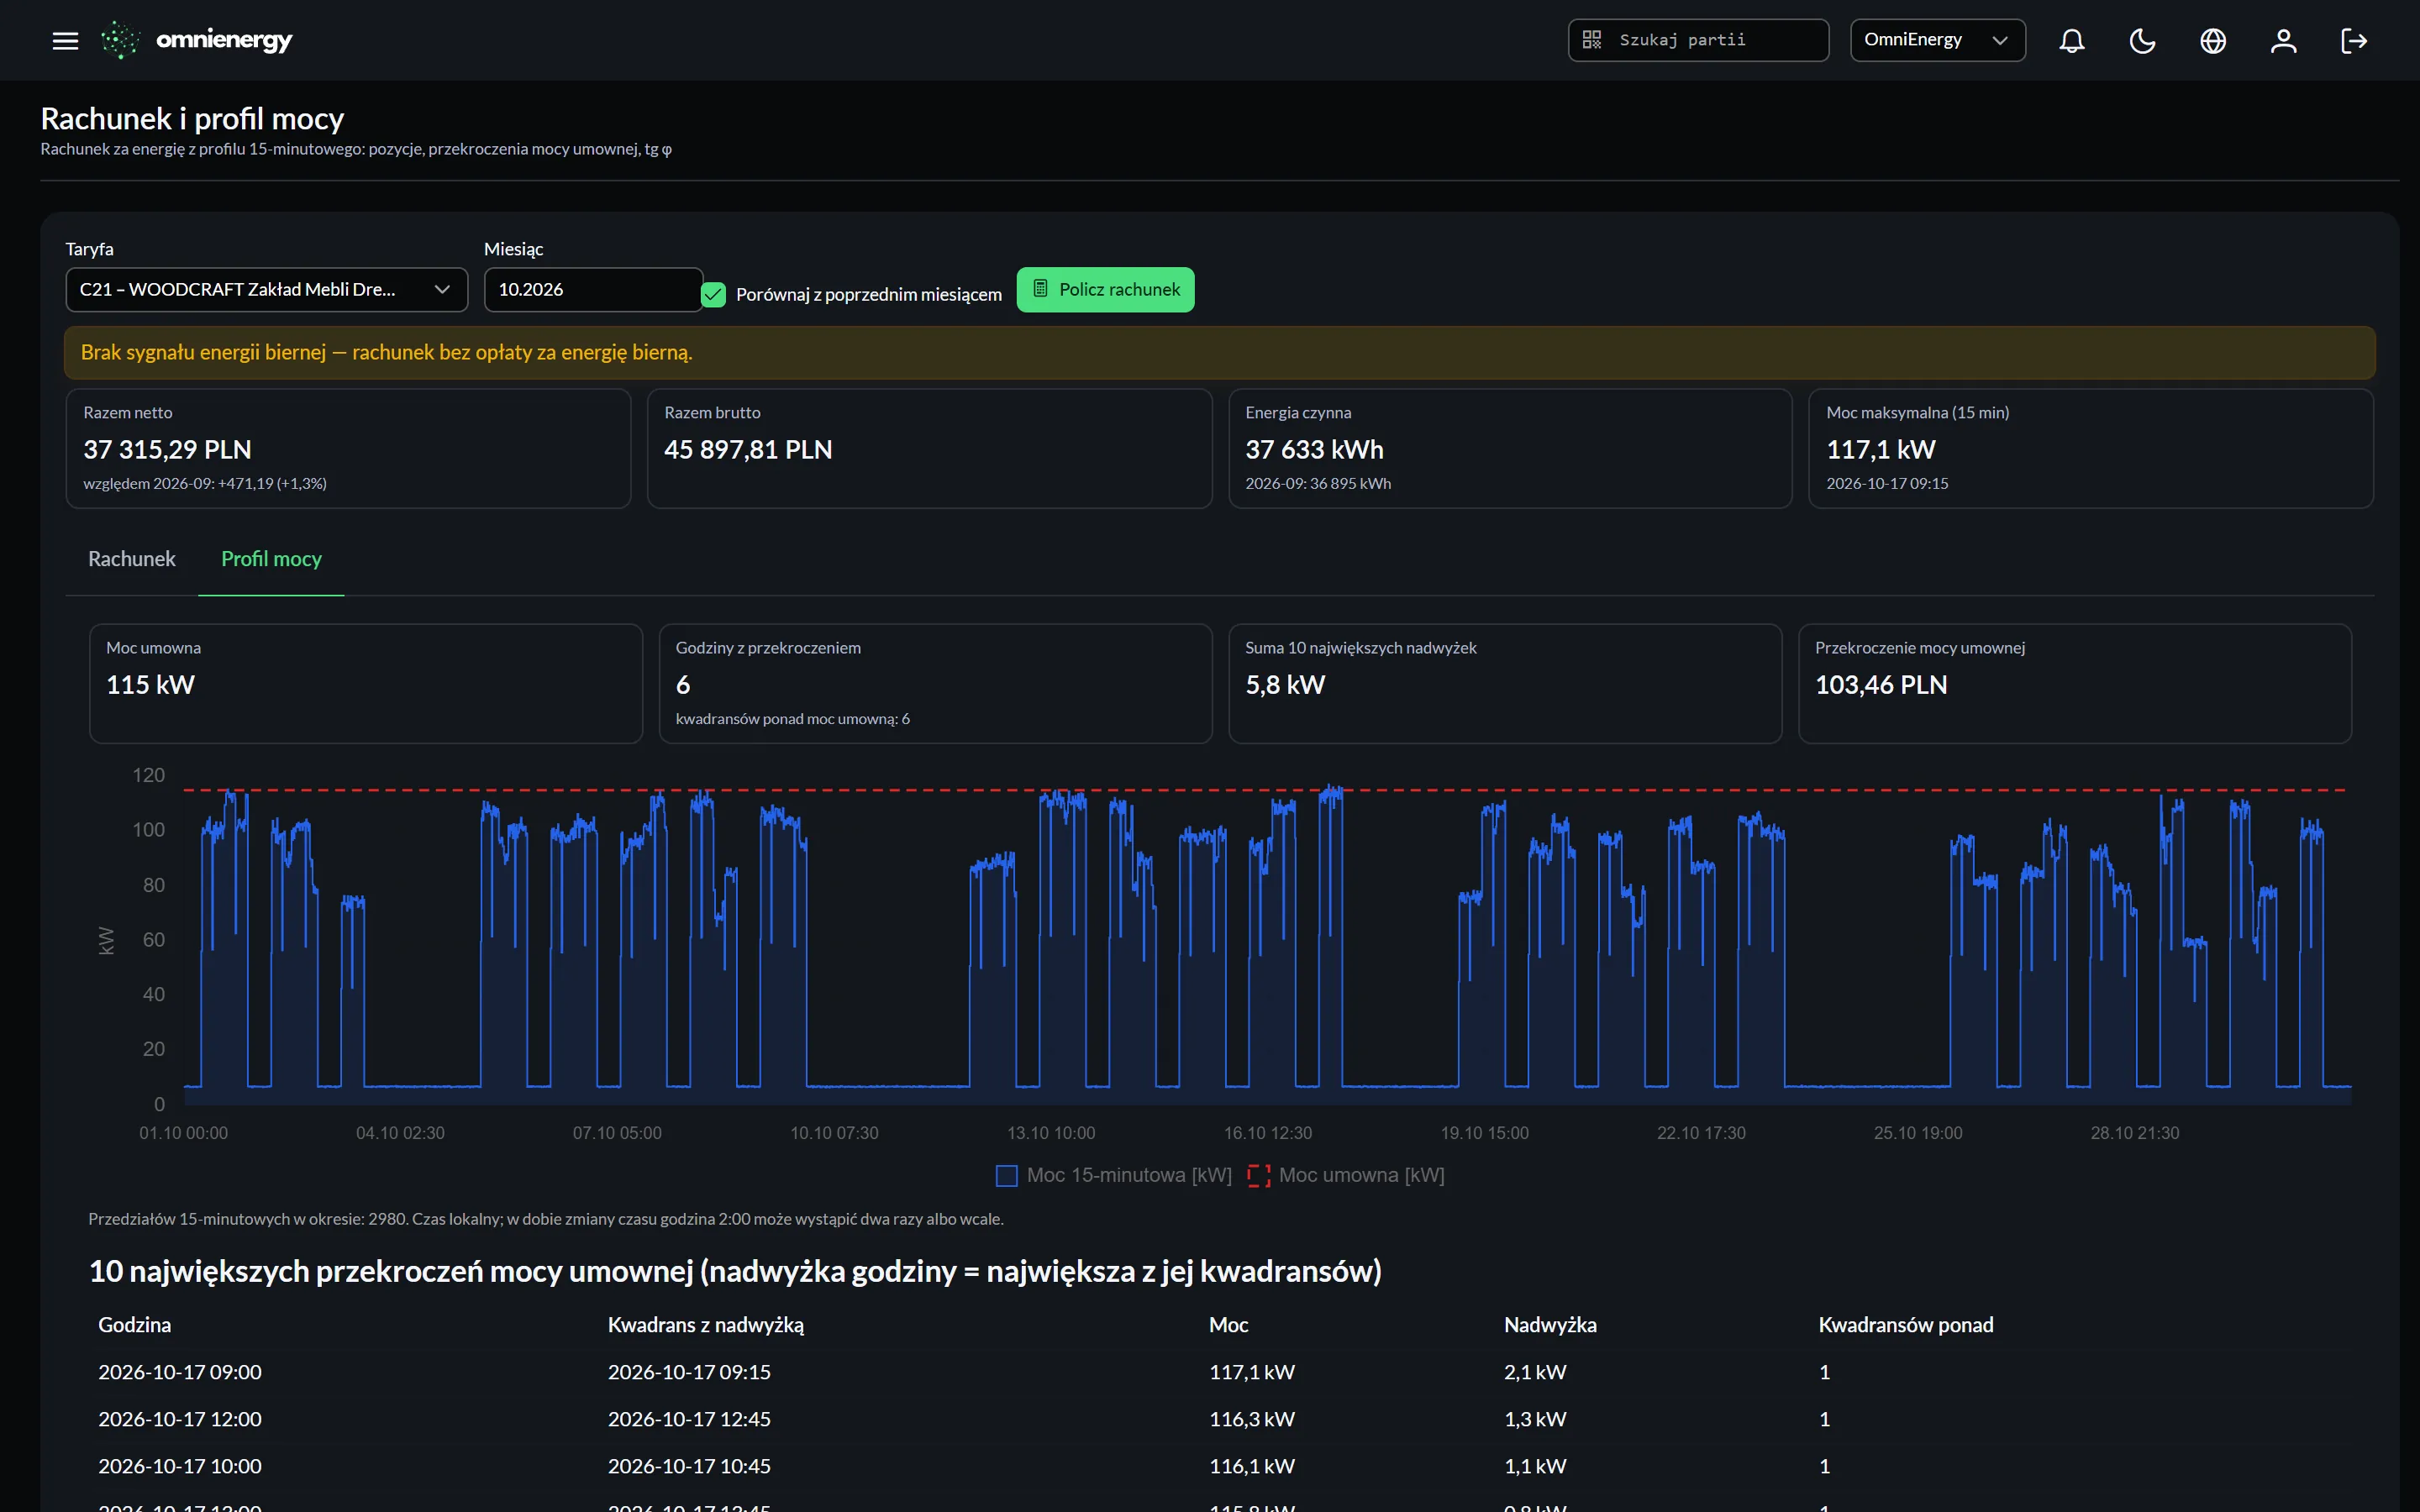 omnienergy
Szukaj partii
OmniEnergy
Rachunek i profil mocy
Rachunek za energię z profilu 15-minutowego: pozycje, przekroczenia mocy umownej, tg φ
Taryfa
Miesiąc
C21 – WOODCRAFT Zakład Mebli Dre...
10.2026
Porównaj z poprzednim miesiącem
Policz rachunek
Brak sygnału energii biernej — rachunek bez opłaty za energię bierną.
Razem netto
37 315,29 PLN
względem 2026-09: +471,19 (+1,3%)
Razem brutto
45 897,81 PLN
Energia czynna
37 633 kWh
2026-09: 36 895 kWh
Moc maksymalna (15 min)
117,1 kW
2026-10-17 09:15
Rachunek
Profil mocy
Moc umowna
115 kW
Godziny z przekroczeniem
6
kwadransów ponad moc umowną: 6
Suma 10 największych nadwyżek
5,8 kW
Przekroczenie mocy umownej
103,46 PLN
120
100
80
60
40
20
0
kW
01.10 00:00
04.10 02:30
07.10 05:00
10.10 07:30
13.10 10:00
16.10 12:30
19.10 15:00
22.10 17:30
25.10 19:00
28.10 21:30
Moc 15-minutowa [kW]
Moc umowna [kW]
Przedziałów 15-minutowych w okresie: 2980. Czas lokalny; w dobie zmiany czasu godzina 2:00 może wystąpić dwa razy albo wcale.
10 największych przekroczeń mocy umownej (nadwyżka godziny = największa z jej kwadransów)
Godzina Kwadrans z nadwyżką Moc Nadwyżka Kwadransów ponad
2026-10-17 09:00 2026-10-17 09:15 117,1 kW 2,1 kW 1
2026-10-17 12:00 2026-10-17 12:45 116,3 kW 1,3 kW 1
2026-10-17 10:00 2026-10-17 10:45 116,1 kW 1,1 kW 1